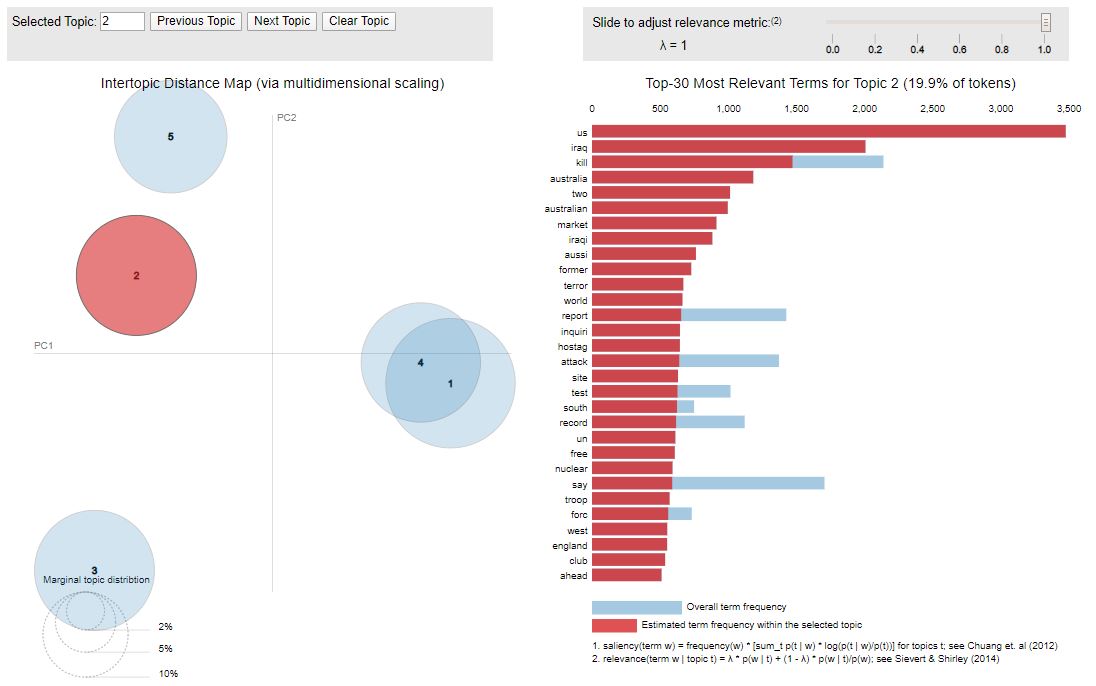 Selected Topic: 2 Previous Topic Next Topic Clear Topic
Slide to adjust relevance metric:(2)
λ = 1
0.0 0.2 0.4 0.6 0.8 1.0
Intertopic Distance Map (via multidimensional scaling)
PC2
5
2
PC1
4
1
3
Marginal topic distribtion
2%
5%
10%
Top-30 Most Relevant Terms for Topic 2 (19.9% of tokens)
0 500 1,000 1,500 2,000 2,500 3,000 3,500
us
iraq
kill
australia
two
australian
market
iraqi
aussi
former
terror
world
report
inquiri
hostag
attack
site
test
south
record
un
free
nuclear
say
troop
forc
west
england
club
ahead
Overall term frequency
Estimated term frequency within the selected topic
1. saliency(term w) = frequency(w) * [sum_t p(t | w) * log(p(t | w)/p(t))] for topics t; see Chuang et. al (2012)
2. relevance(term w | topic t) = λ * p(w | t) + (1 - λ) * p(w | t)/p(w); see Sievert & Shirley (2014)